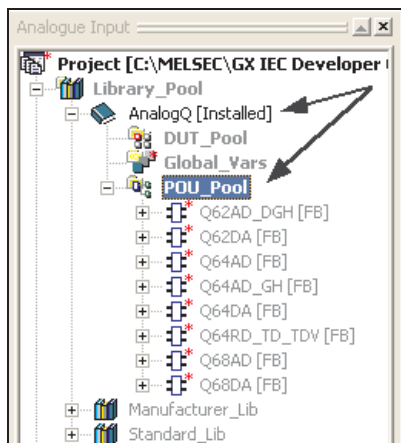 Analogue Input
Project [C:\MELSEC\GX IEC Developer
Library_Pool
AnalogQ [Installed]
DUT_Pool
Global_Vars
POU_Pool
Q62AD_DGH [FB]
Q62DA [FB]
Q64AD [FB]
Q64AD_GH [FB]
Q64DA [FB]
Q64RD_TD_TDV [FB]
Q68AD [FB]
Q68DA [FB]
Manufacturer_Lib
Standard_Lib